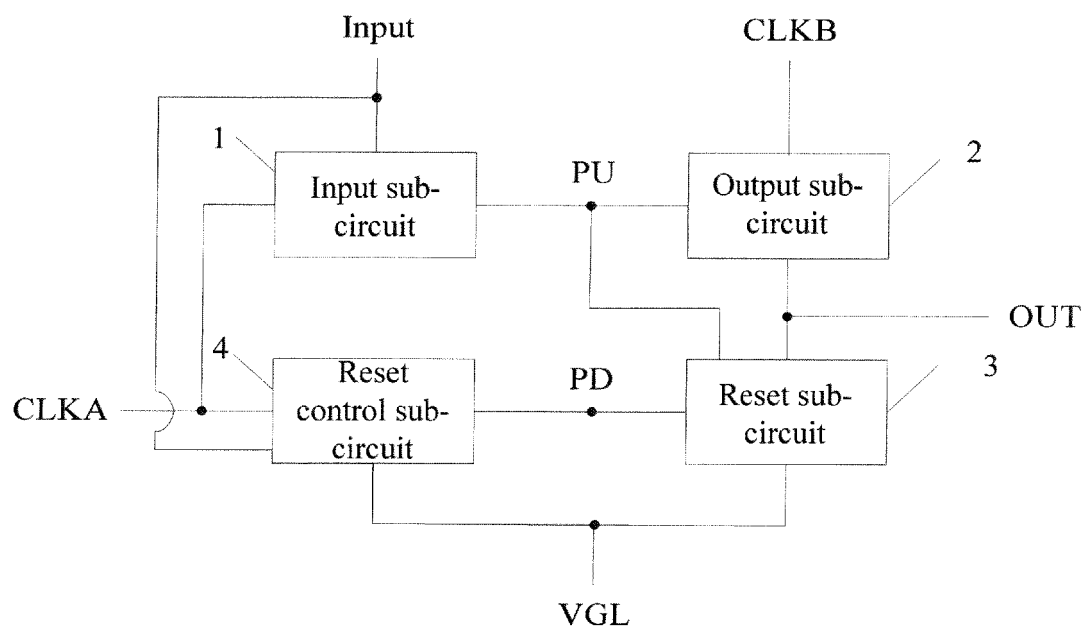 Input
CLKB
1
Input sub-
circuit
PU
Output sub-
circuit
2
OUT
4
Reset
control sub-
circuit
CLKA
PD
Reset sub-
circuit
3
VGL